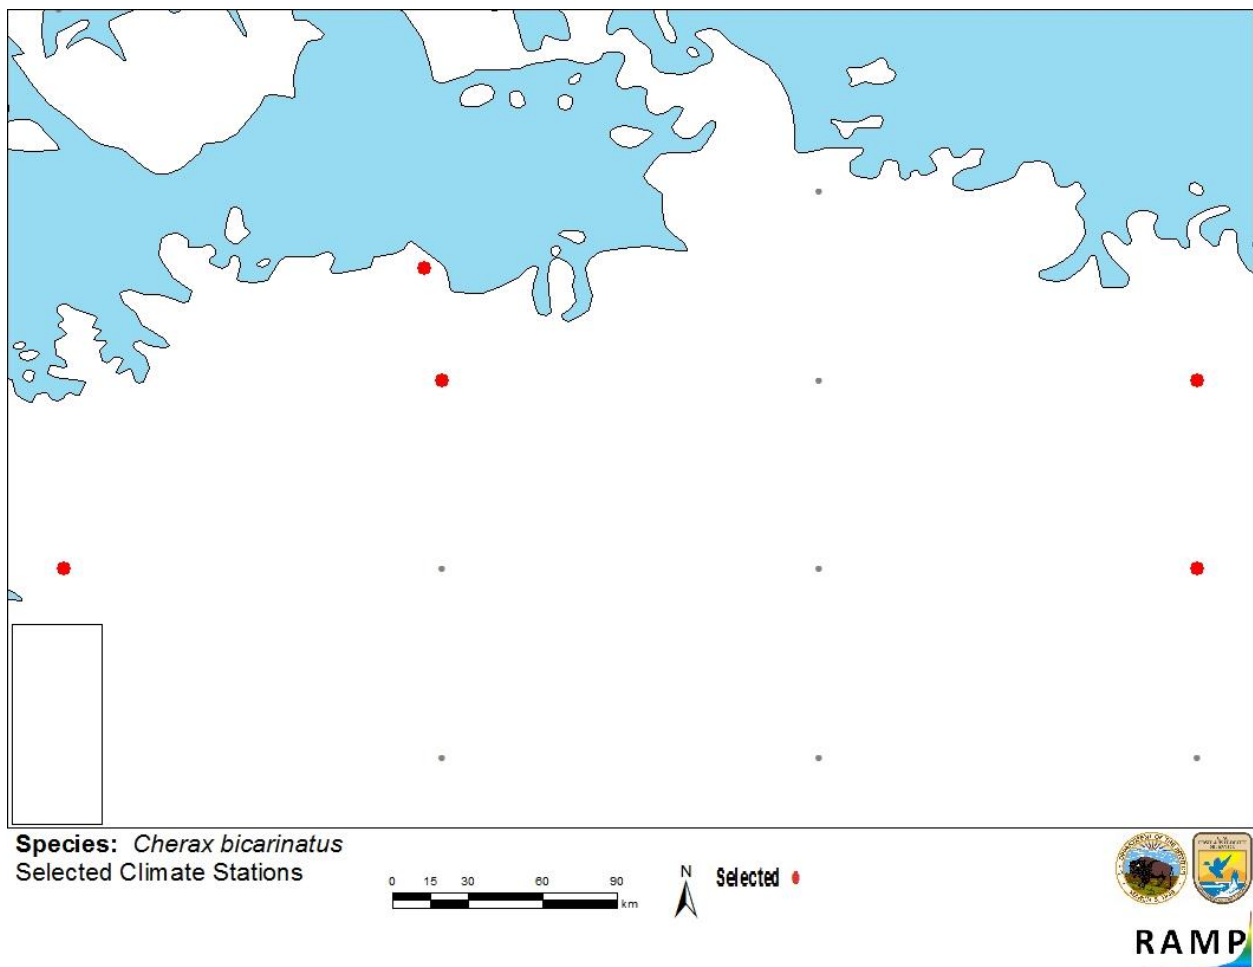 Species: Cherax bicarinatus
Selected Climate Stations
0 15 30 60 90
km
N
Selected
RAMP